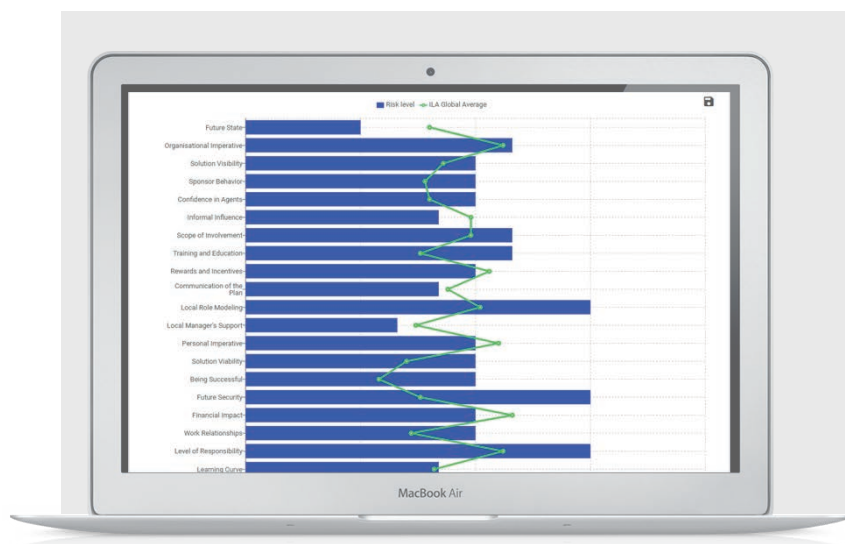 Risk level ILA Global Average
Future State
Organisational Imperative
Solution Visibility
Sponsor Behavior
Confidence in Agents
Informal Influence
Scope of Involvement
Training and Education
Rewards and Incentives
Communication of the
Plan
Local Role Modeling
Local Manager's Support
Personal Imperative
Solution Viability
Being Successful
Future Security
Financial Impact
Work Relationships
Level of Responsibility
Learning Curve
MacBook Air